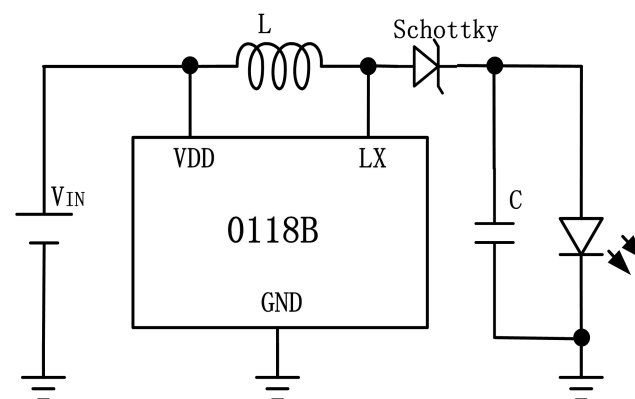 L
Schottky
VDD
LX
VIN
0118B
C
GND